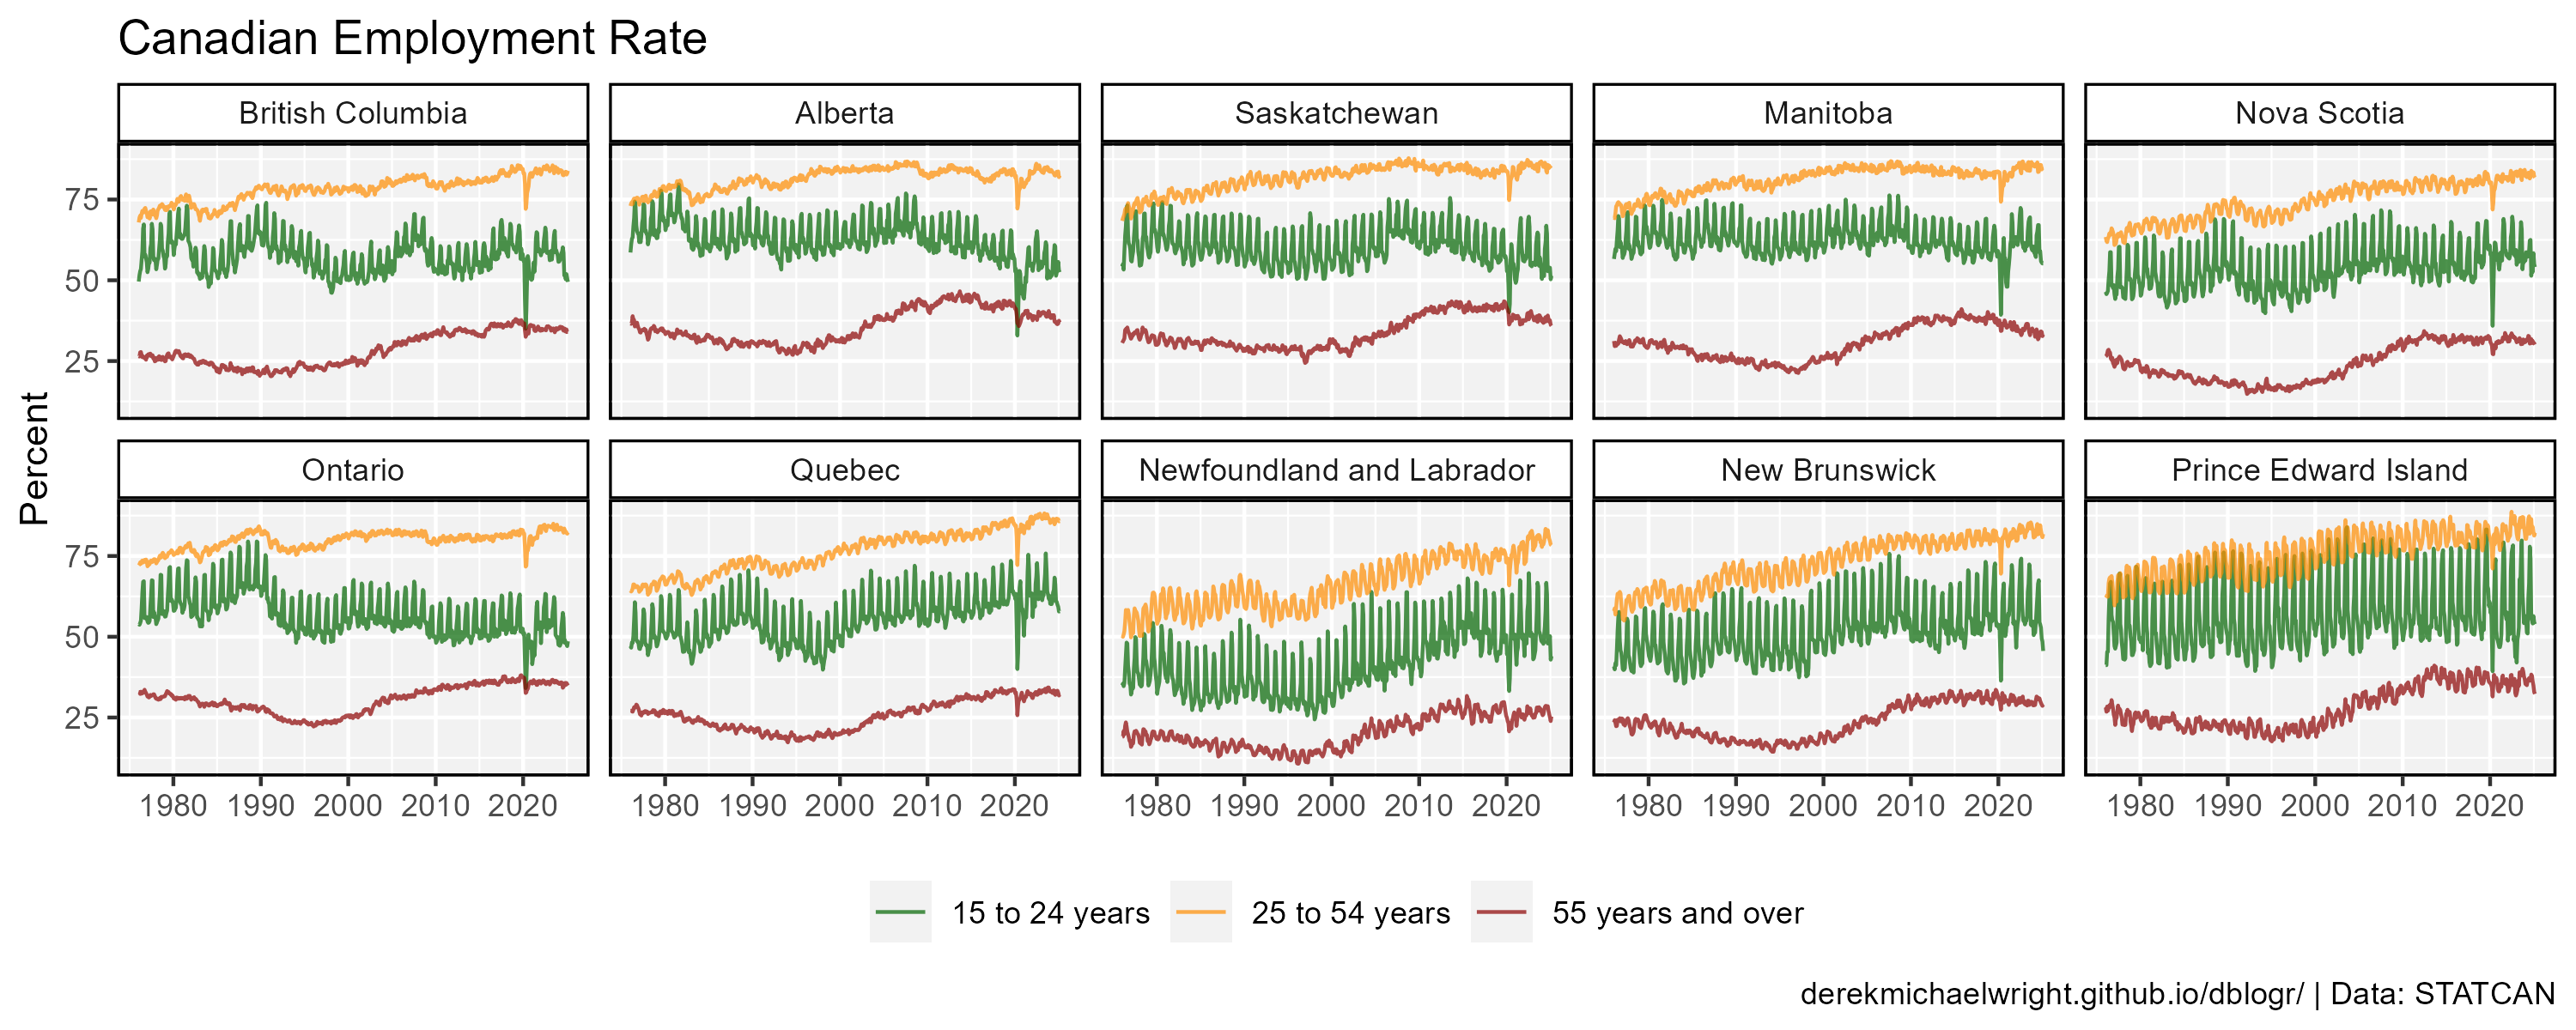 Canadian Employment Rate
British Columbia
Alberta
Saskatchewan
Manitoba
Nova Scotia
75
50
25
Percent
Ontario
Quebec
Newfoundland and Labrador
New Brunswick
Prince Edward Island
75
50
25
1980 1990 2000 2010 2020
1980 1990 2000 2010 2020
1980 1990 2000 2010 2020
1980 1990 2000 2010 2020
1980 1990 2000 2010 2020
15 to 24 years
25 to 54 years
55 years and over
derekmichaelwright.github.io/dblogr/ | Data: STATCAN